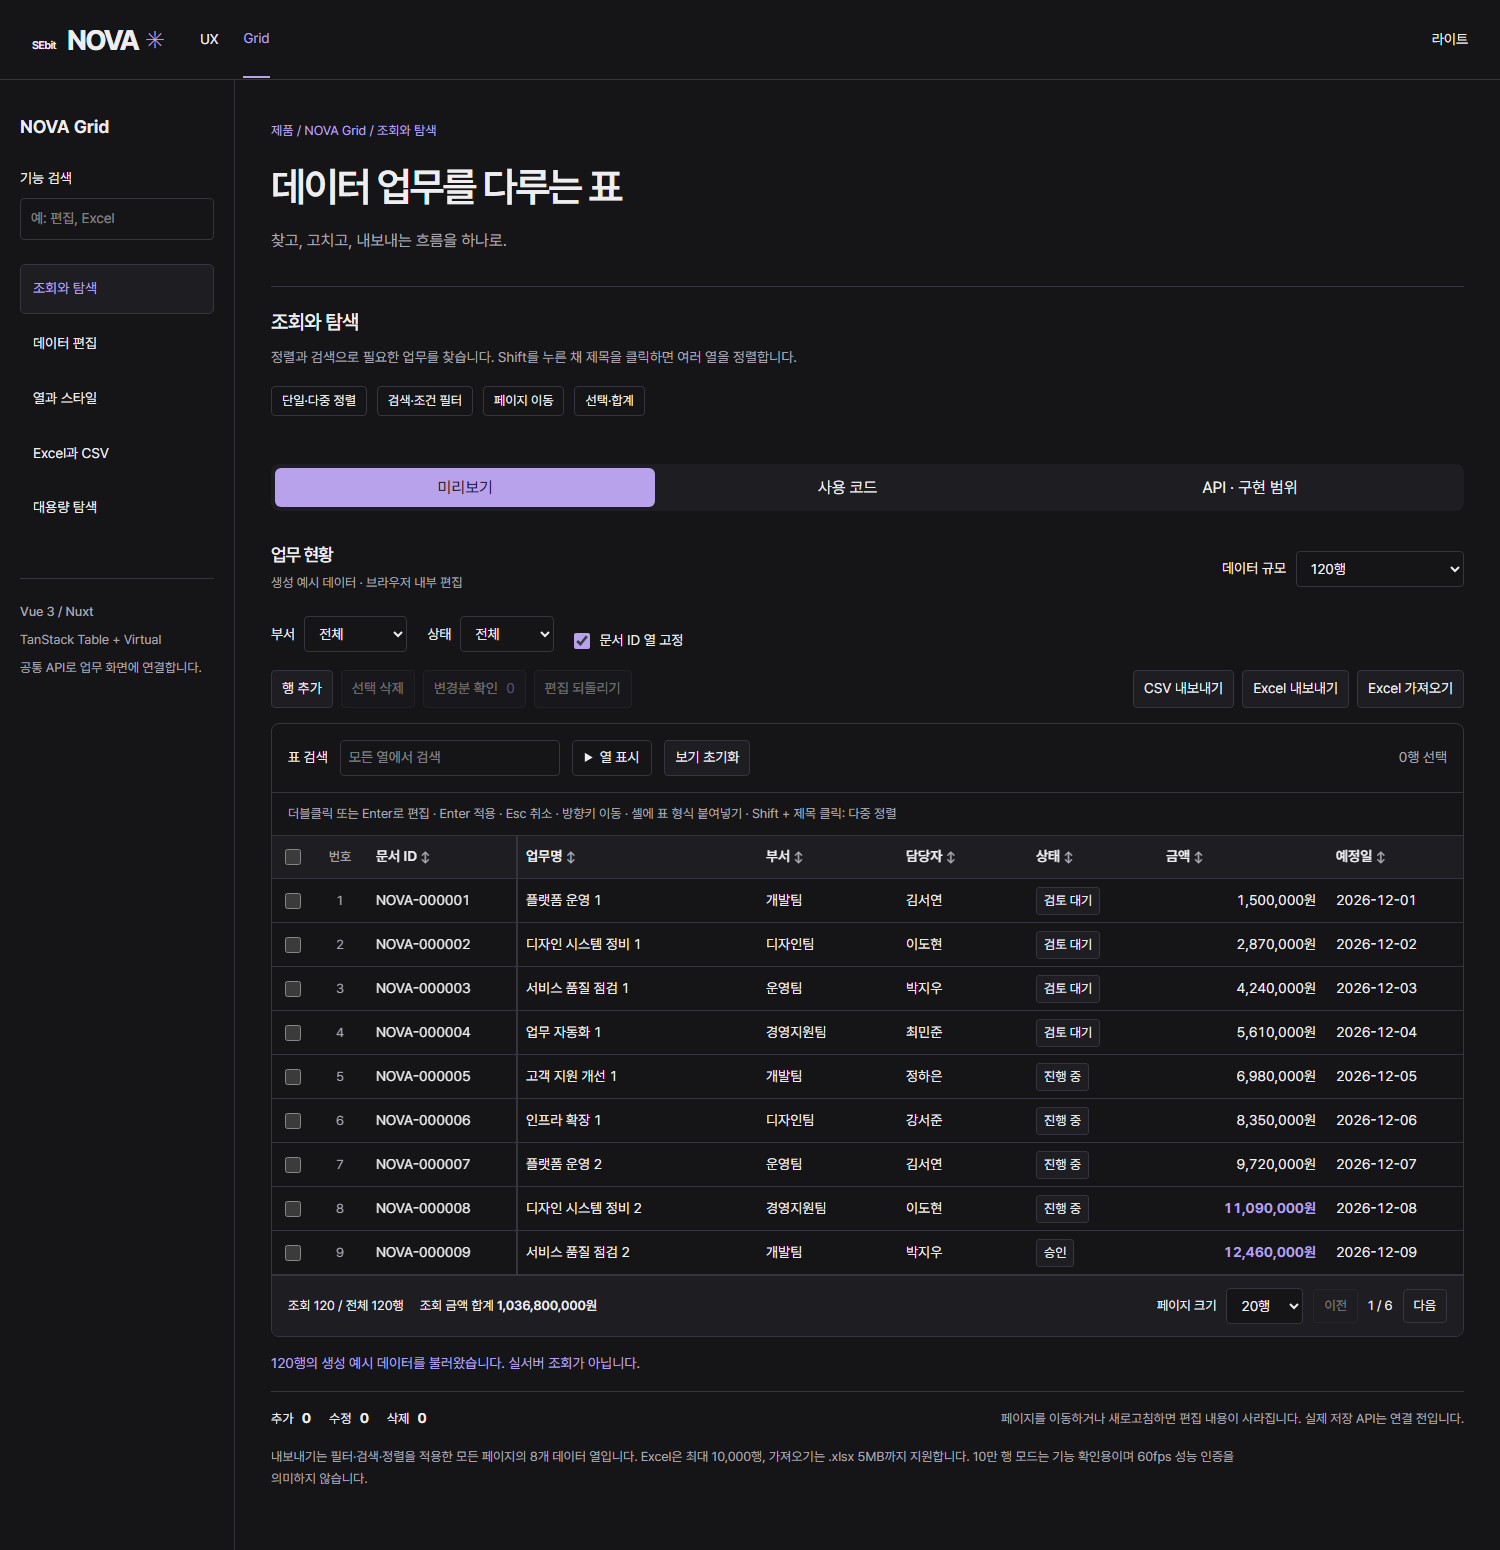 SEbit NOVA UX Grid 라이트
NOVA Grid
기능 검색
예: 편집, Excel
조회와 탐색
데이터 편집
열과 스타일
Excel과 CSV
대용량 탐색
Vue 3 / Nuxt
TanStack Table + Virtual
공통 API로 업무 화면에 연결합니다.
제품 / NOVA Grid / 조회와 탐색
데이터 업무를 다루는 표
찾고, 고치고, 내보내는 흐름을 하나로.
조회와 탐색
정렬과 검색으로 필요한 업무를 찾습니다. Shift를 누른 채 제목을 클릭하면 여러 열을 정렬합니다.
단일·다중 정렬 검색·조건 필터 페이지 이동 선택·합계
미리보기 사용 코드 API · 구현 범위
업무 현황
생성 예시 데이터 · 브라우저 내부 편집
데이터 규모 120행
부서 전체 상태 전체 문서 ID 열 고정
행 추가 선택 삭제 변경분 확인 0 편집 되돌리기 CSV 내보내기 Excel 내보내기 Excel 가져오기
표 검색 모든 열에서 검색 ▶ 열 표시 보기 초기화 0행 선택
더블클릭 또는 Enter로 편집 · Enter 적용 · Esc 취소 · 방향키 이동 · 셀에 표 형식 붙여넣기 · Shift + 제목 클릭: 다중 정렬
번호 문서 ID ↕ 업무명 ↕ 부서 ↕ 담당자 ↕ 상태 ↕ 금액 ↕ 예정일 ↕
1 NOVA-000001 플랫폼 운영 1 개발팀 김서연 검토 대기 1,500,000원 2026-12-01
2 NOVA-000002 디자인 시스템 정비 1 디자인팀 이도현 검토 대기 2,870,000원 2026-12-02
3 NOVA-000003 서비스 품질 점검 1 운영팀 박지우 검토 대기 4,240,000원 2026-12-03
4 NOVA-000004 업무 자동화 1 경영지원팀 최민준 검토 대기 5,610,000원 2026-12-04
5 NOVA-000005 고객 지원 개선 1 개발팀 정하은 진행 중 6,980,000원 2026-12-05
6 NOVA-000006 인프라 확장 1 디자인팀 강서준 진행 중 8,350,000원 2026-12-06
7 NOVA-000007 플랫폼 운영 2 운영팀 김서연 진행 중 9,720,000원 2026-12-07
8 NOVA-000008 디자인 시스템 정비 2 경영지원팀 이도현 진행 중 11,090,000원 2026-12-08
9 NOVA-000009 서비스 품질 점검 2 개발팀 박지우 승인 12,460,000원 2026-12-09
조회 120 / 전체 120행 조회 금액 합계 1,036,800,000원 페이지 크기 20행 이전 1 / 6 다음
120행의 생성 예시 데이터를 불러왔습니다. 실서버 조회가 아닙니다.
추가 0 수정 0 삭제 0 페이지를 이동하거나 새로고침하면 편집 내용이 사라집니다. 실제 저장 API는 연결 전입니다.
내보내기는 필터·검색·정렬을 적용한 모든 페이지의 8개 데이터 열입니다. Excel은 최대 10,000행, 가져오기는 .xlsx 5MB까지 지원합니다. 10만 행 모드는 기능 확인용이며 60fps 성능 인증을
의미하지 않습니다.